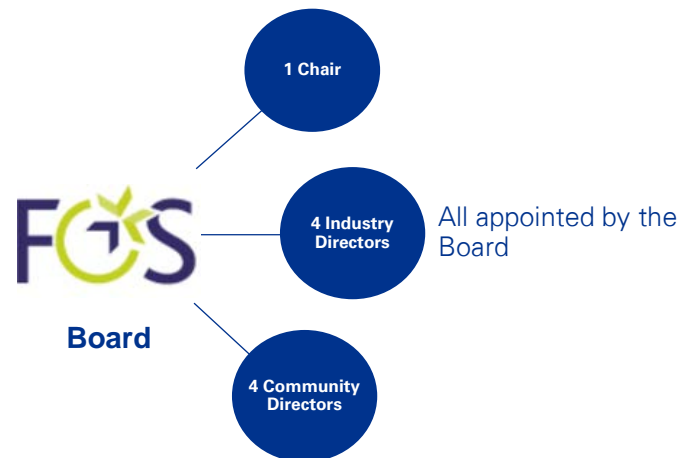 1 Chair
FOS
4 Industry
Directors
All appointed by the
Board
Board
4 Community
Directors